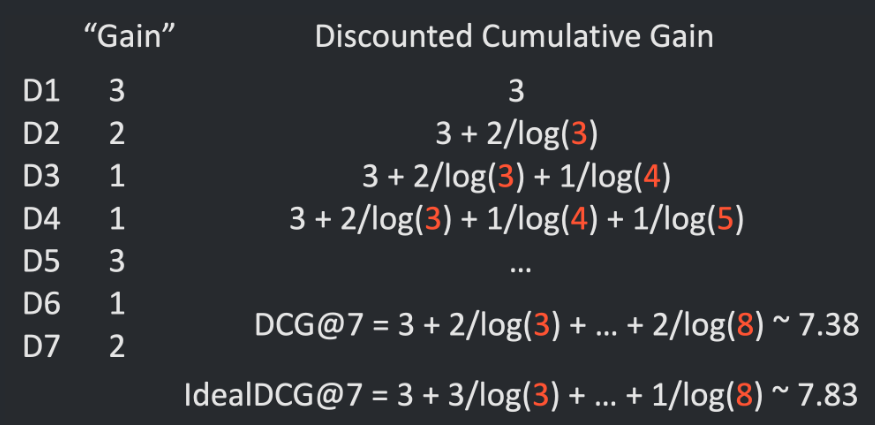 “Gain” Discounted Cumulative Gain
D1 3 3
D2 2 3 + 2/log(3)
D3 1 3 + 2/log(3) + 1/log(4)
D4 1 3 + 2/log(3) + 1/log(4) + 1/log(5)
D5 3 ...
D6 1
DCG@7 = 3 + 2/log(3) + ... + 2/log(8) ~ 7.38
D7 2
IdealDCG@7 = 3 + 3/log(3) + ... + 1/log(8) ~ 7.83